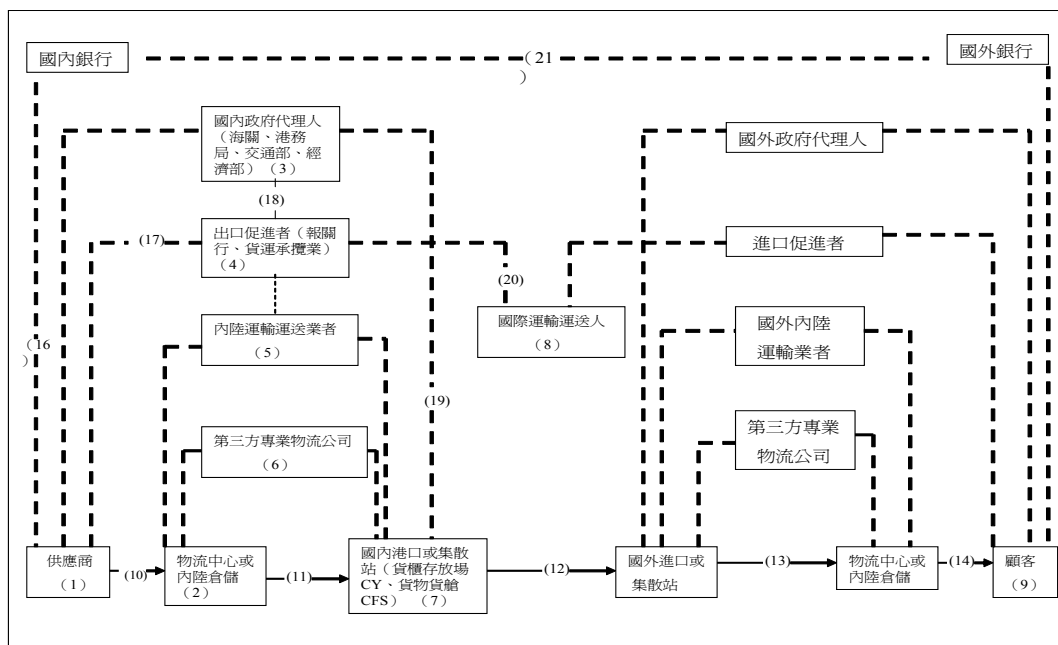 國內銀行
(21
)
國外銀行
國內政府代理人
(海關、港務
局、交通部、經
濟部) (3)
國外政府代理人
(18)
(17)
出口促進者(報關
行、貨運承攬業)
(4)
進口促進者
(20)
內陸運輸運送業者
(5)
國際運輸運送人
(8)
國外內陸
運輸業者
(16
)
(19)
第三方專業物流公司
(6)
第三方專業
物流公司
供應商
(1)
(10)
物流中心或
內陸倉儲
(2)
(11)
國內港口或集散
站(貨櫃存放場
CY、貨物貨艙
CFS) (7)
(12)
國外進口或
集散站
(13)
物流中心或
內陸倉儲
(14)
顧客
(9)